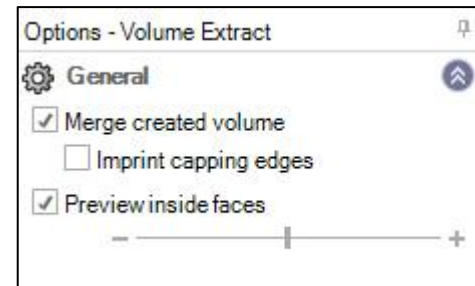 Options - Volume Extract
General
Merge created volume
Imprint capping edges
Preview inside faces